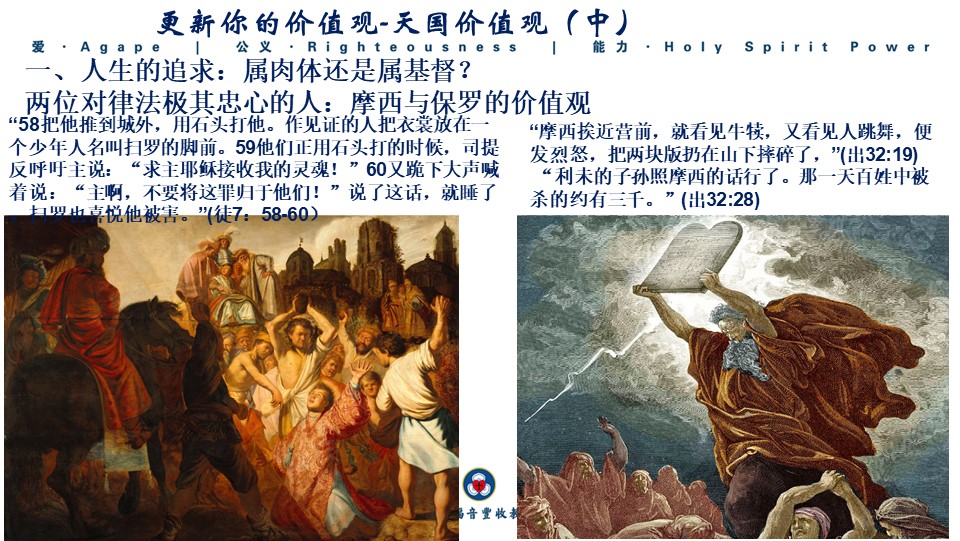 更新你的价值观-天国价值观（中）
爱 · Agape | 公义 · Righteousness | 能力 · Holy Spirit Power
一、人生的追求：属肉体还是属基督？
两位对律法极其忠心的人：摩西与保罗的价值观
“58把他推到城外，用石头打他。作见证的人把衣裳放在一
个少年人名叫扫罗的脚前。59他们正用石头打的时候，司提
反呼吁主说：“求主耶稣接收我的灵魂！”60又跪下大声喊
着说：“主啊，不要将这罪归于他们！”说了这话，就睡了
。扫罗也喜悦他被害。”(徒7：58-60）
“摩西挨近营前，就看见牛犊，又看见人跳舞，便
发烈怒，把两块版扔在山下摔碎了，”(出32:19)
“利未的子孙照摩西的话行了。那一天百姓中被
杀的约有三千。”(出32:28)
音豐收